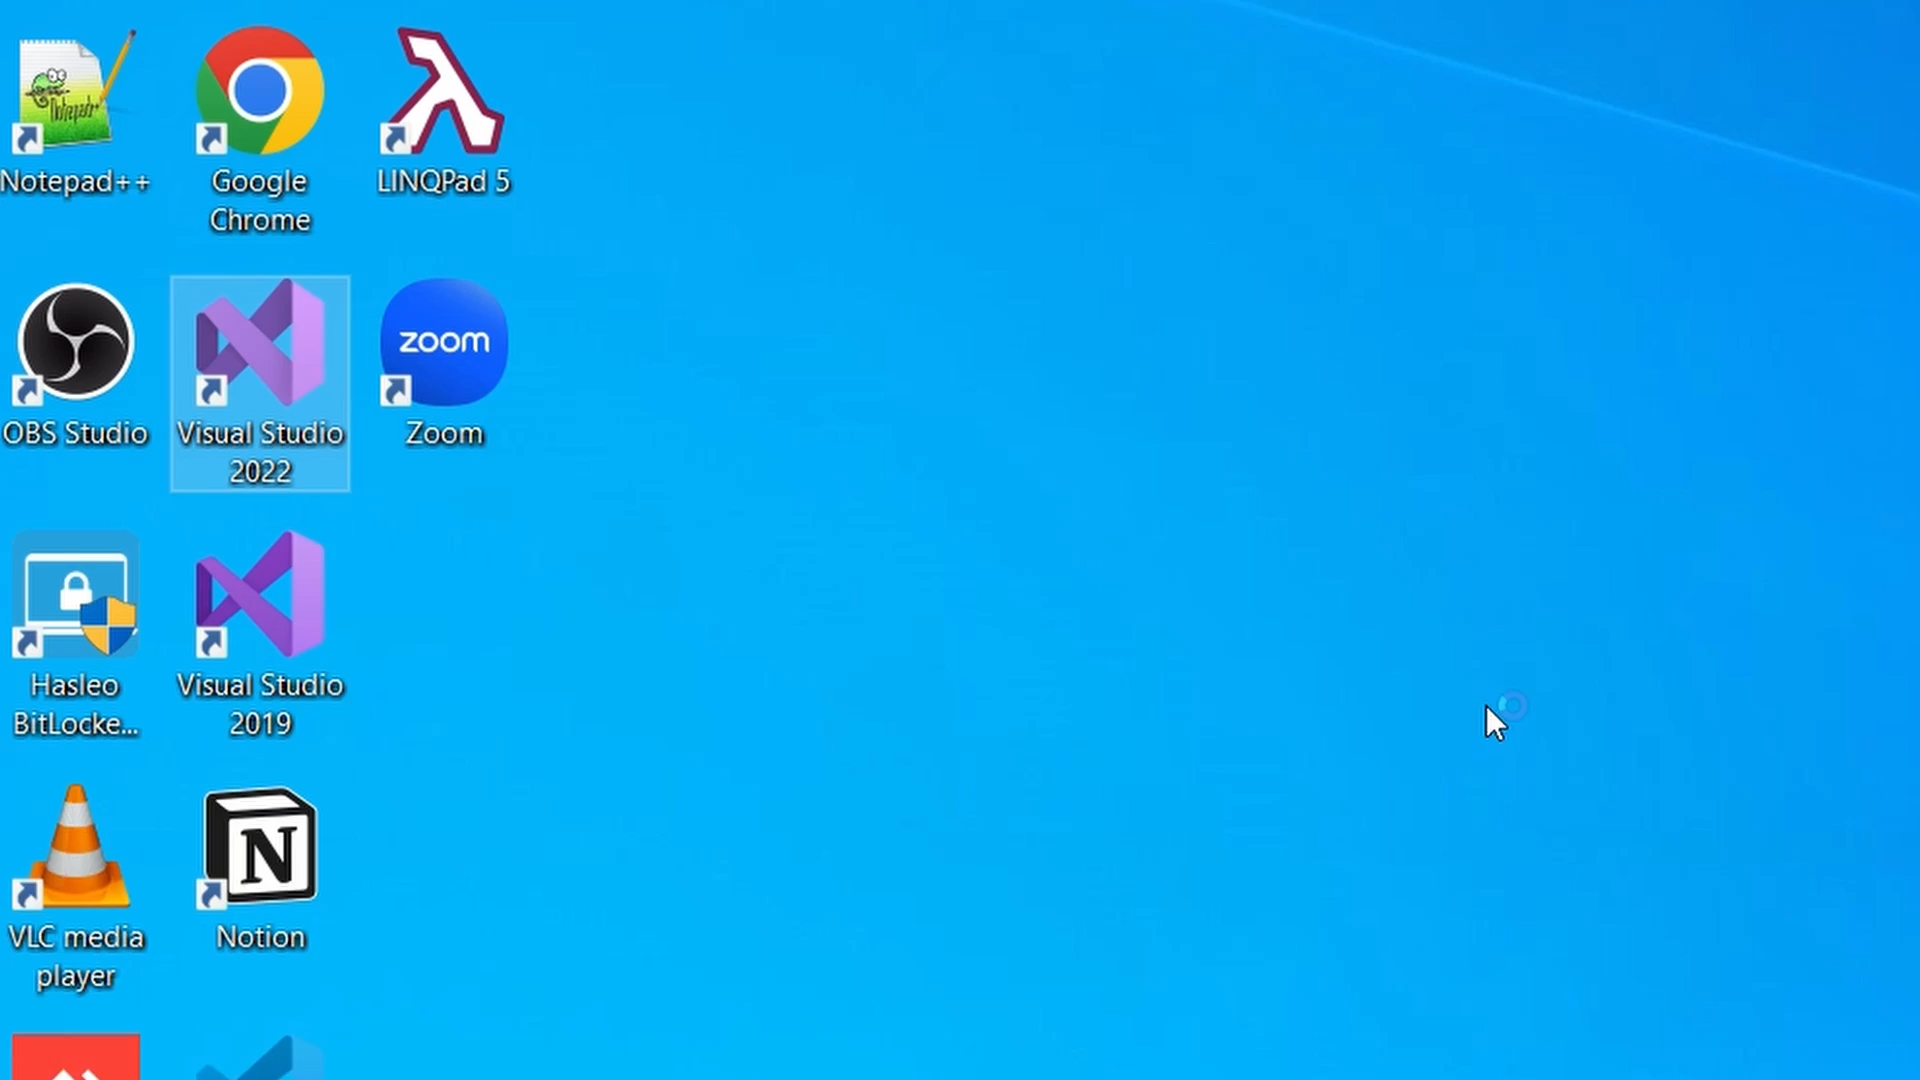 Notepad++
Google
Chrome
LINQPad 5
zoom
OBS Studio
Visual Studio
2022
Zoom
Hasleo
BitLocke...
Visual Studio
2019
N
VLC media
player
Notion